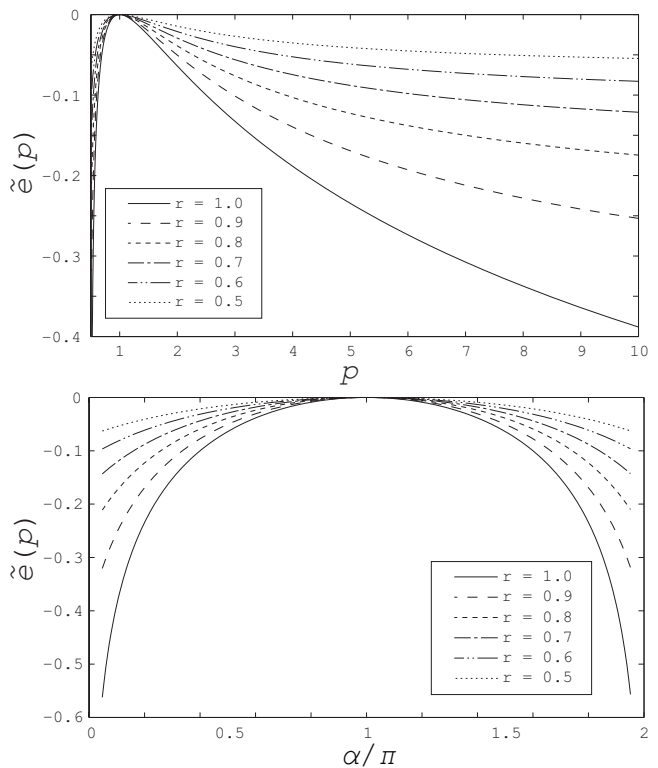 0
-0.1
-0.2
-0.3
-0.4
ẽ(p)
r = 1.0
r = 0.9
r = 0.8
r = 0.7
r = 0.6
r = 0.5
1 2 3 4 5 6 7 8 9 10
p
0
-0.1
-0.2
-0.3
-0.4
-0.5
-0.6
ẽ(p)
r = 1.0
r = 0.9
r = 0.8
r = 0.7
r = 0.6
r = 0.5
0 0.5 1 1.5 2
α/π